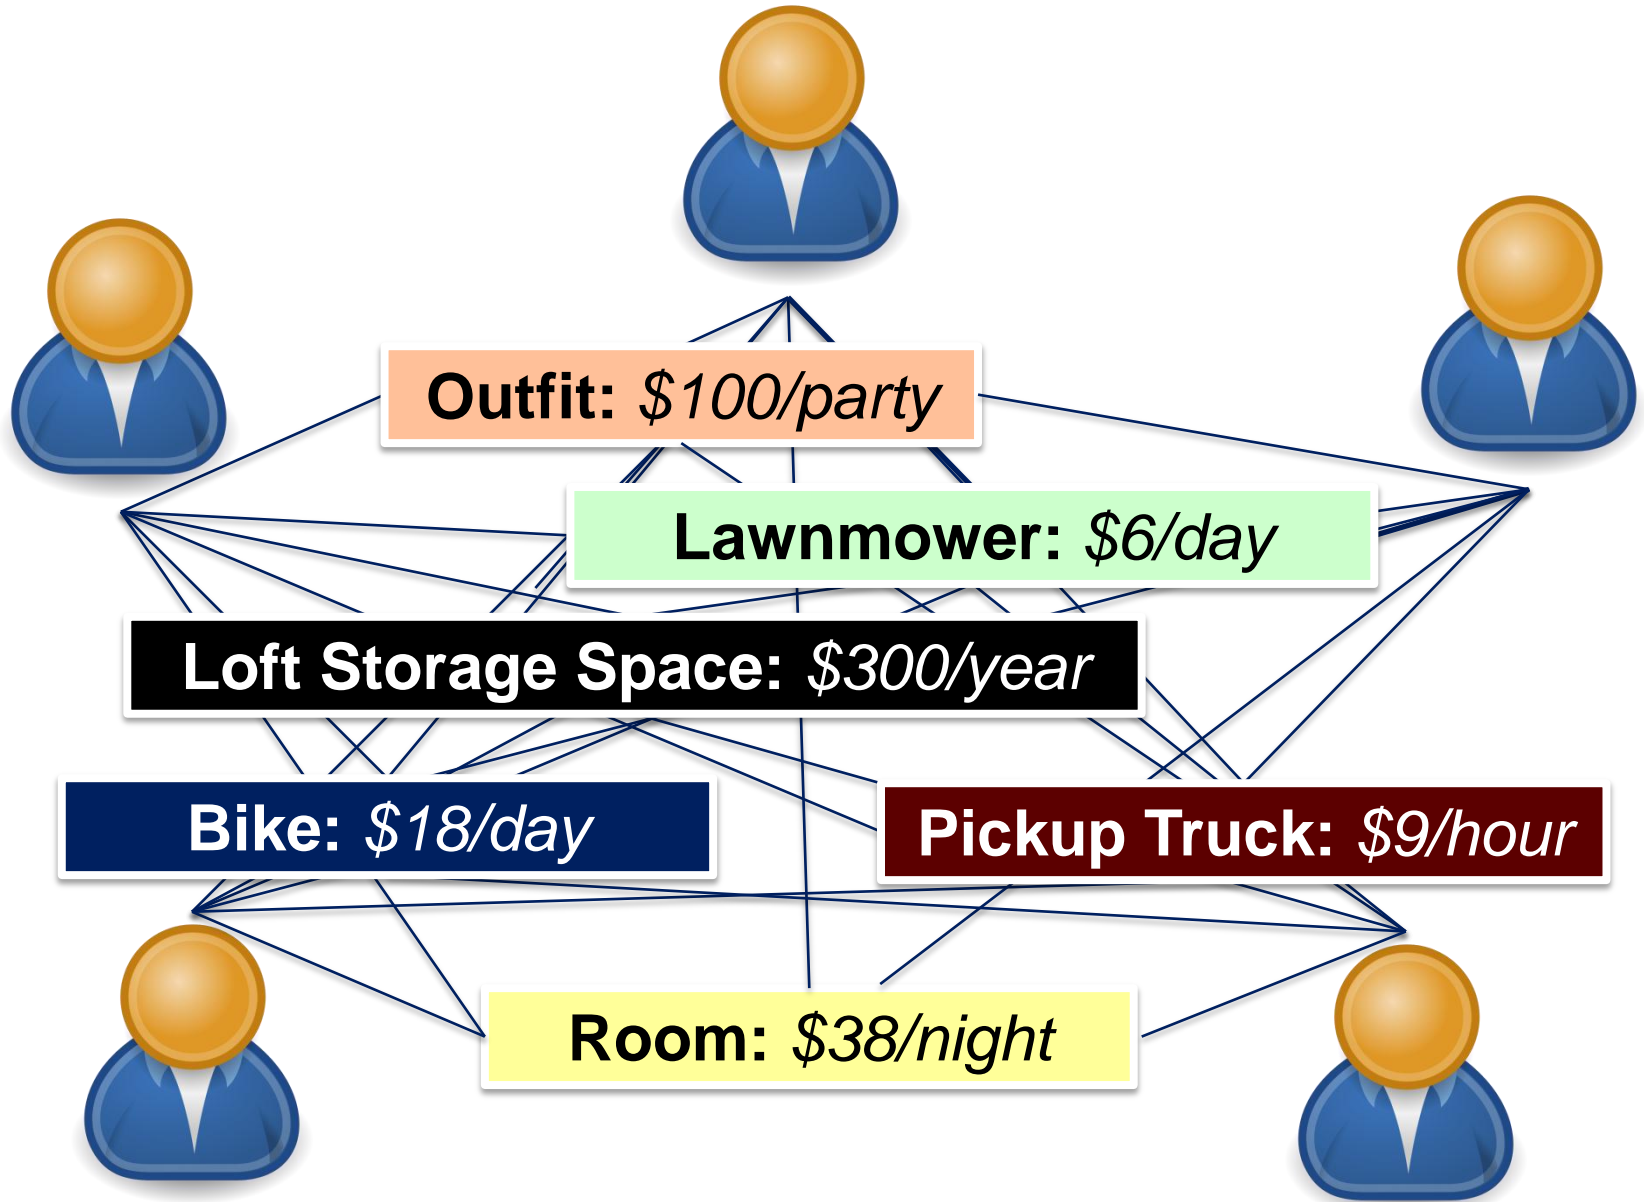 Outfit: $100/party
Lawnmower: $6/day
Loft Storage Space: $300/year
Bike: $18/day
Pickup Truck: $9/hour
Room: $38/night